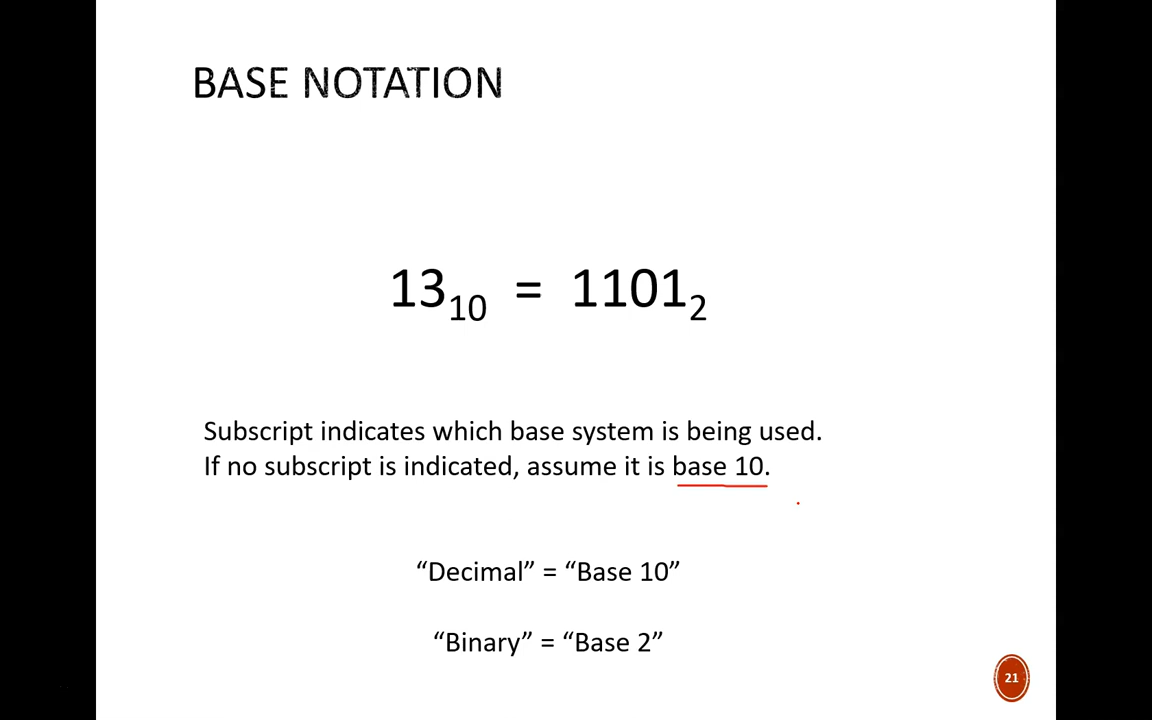 BASE NOTATION
13₁₀ = 1101₂
Subscript indicates which base system is being used.
If no subscript is indicated, assume it is base 10.
“Decimal” = “Base 10”
“Binary” = “Base 2”
21